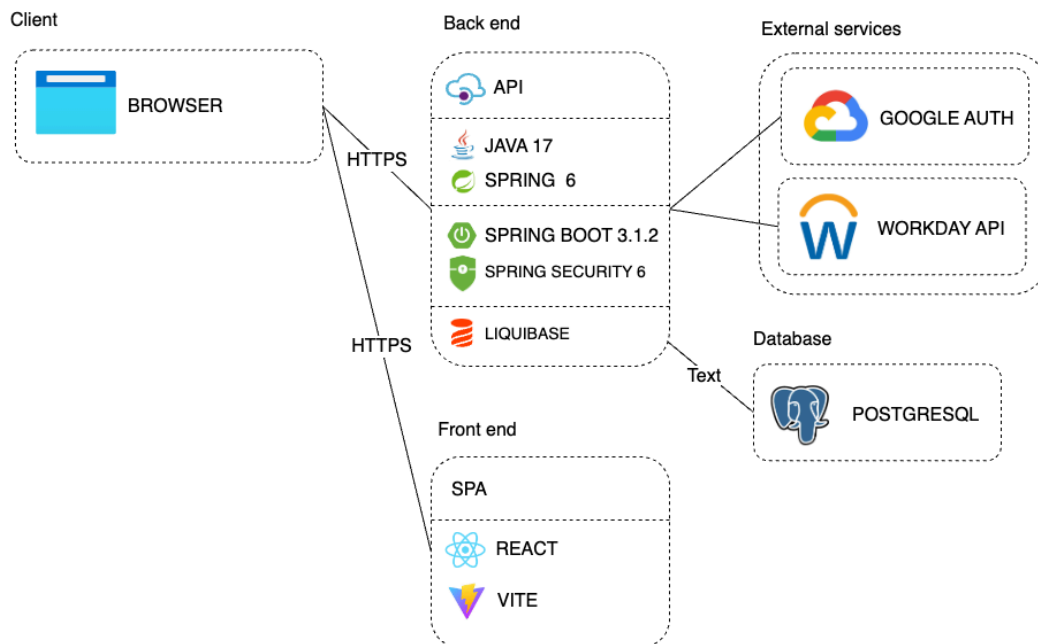 Client
BROWSER
HTTPS
HTTPS
Back end
API
JAVA 17
SPRING 6
SPRING BOOT 3.1.2
SPRING SECURITY 6
LIQUIBASE
Front end
SPA
REACT
VITE
External services
GOOGLE AUTH
WORKDAY API
Database
Text
POSTGRESQL